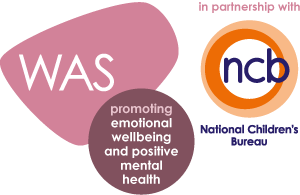 in partnership with
WAS
ncb
promoting
emotional
wellbeing
and positive
mental
health
National Children's
Bureau